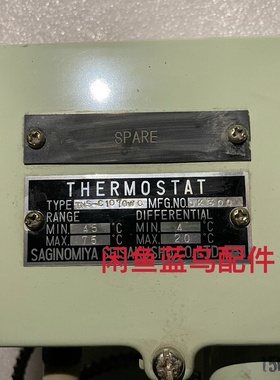 SPARE
THERMOSTAT
TYPE MFG.NO.
RANGE DIFFERENTIAL
MIN. 45 °C MIN. 4 °C
MAX. 75 °C MAX. 20 °C
闲鱼蓝鸟配件
SAGINOMIYA